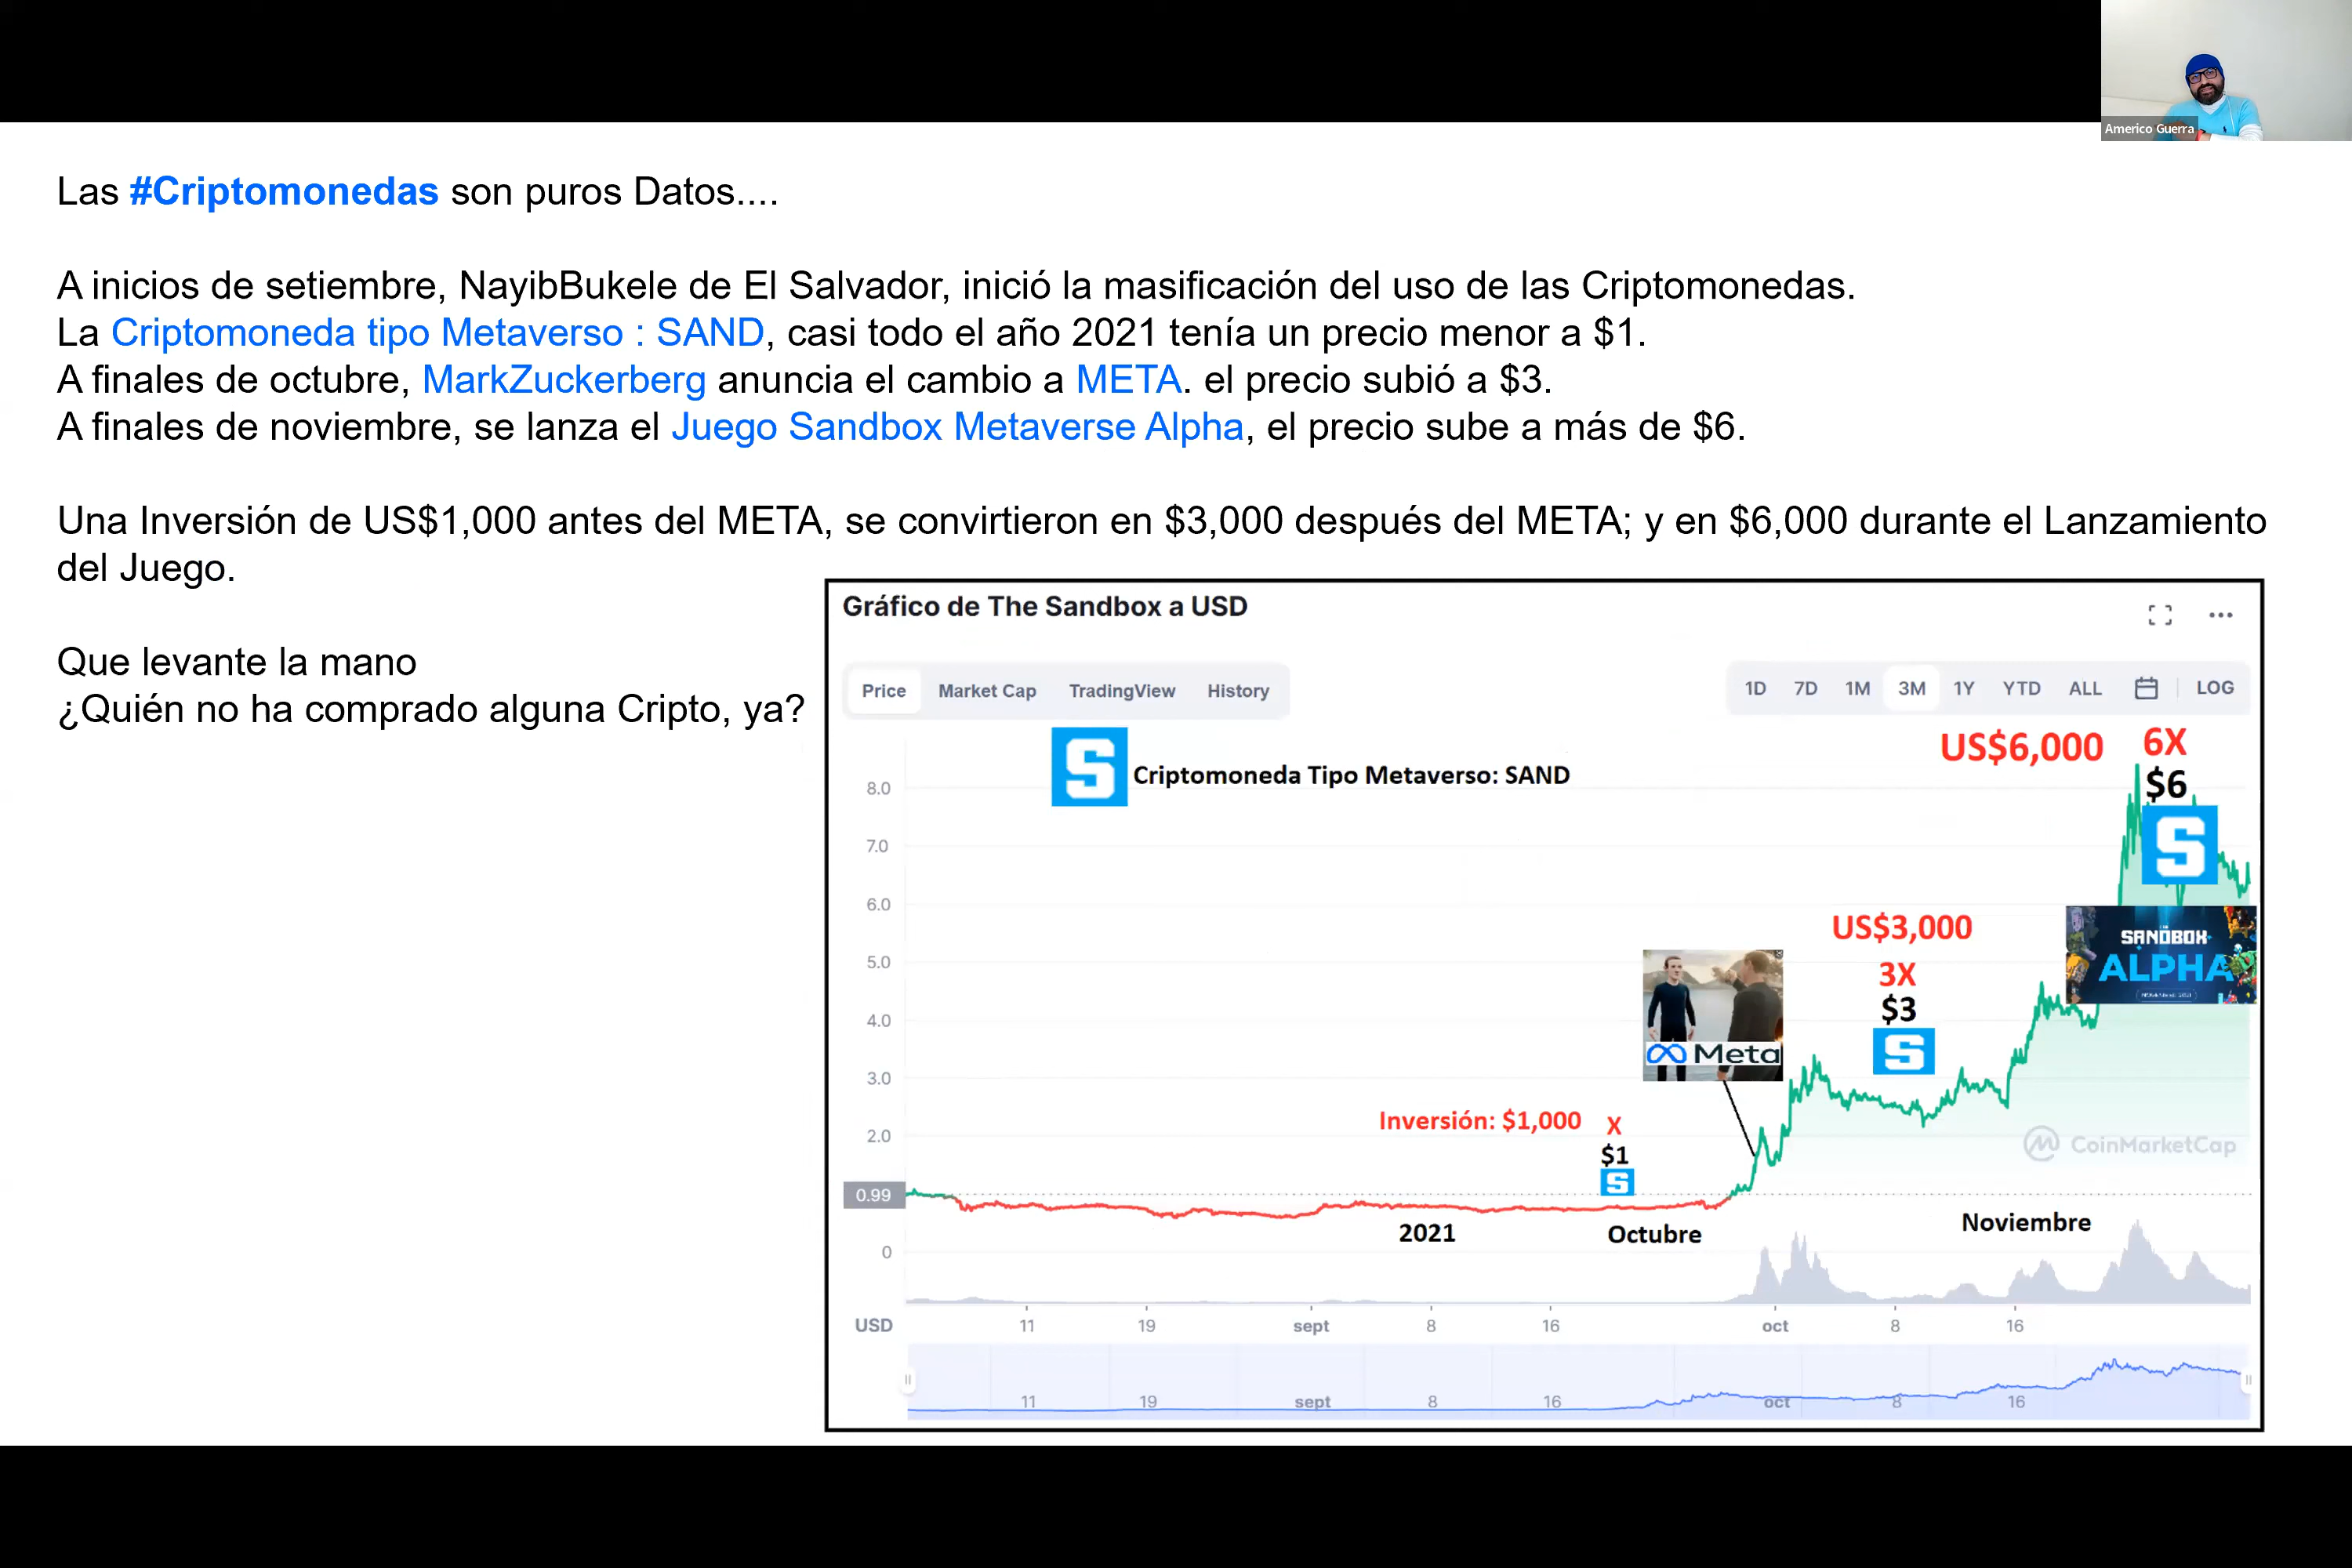 Americo Guerra
Las #Criptomonedas son puros Datos....
A inicios de setiembre, NayibBukele de El Salvador, inició la masificación del uso de las Criptomonedas.
La Criptomoneda tipo Metaverso : SAND, casi todo el año 2021 tenía un precio menor a $1.
A finales de octubre, MarkZuckerberg anuncia el cambio a META. el precio subió a $3.
A finales de noviembre, se lanza el Juego Sandbox Metaverse Alpha, el precio sube a más de $6.
Una Inversión de US$1,000 antes del META, se convirtieron en $3,000 después del META; y en $6,000 durante el Lanzamiento
del Juego.
Que levante la mano
¿Quién no ha comprado alguna Cripto, ya?
Gráfico de The Sandbox a USD
Price Market Cap TradingView History
1D 7D 1M 3M 1Y YTD ALL LOG
US$6,000 6X
$6
S
S Criptomoneda Tipo Metaverso: SAND
8.0
7.0
6.0
5.0
4.0
3.0
2.0
0.99
0
US$3,000
3X
$3
S
SANDBOX
ALPHA
Meta
Inversión: $1,000 X
$1
S
CoinMarketCap
2021
Octubre
Noviembre
USD 11 19 sept 8 16 oct 8 16
11 19 sept 8 16 oct 8 16